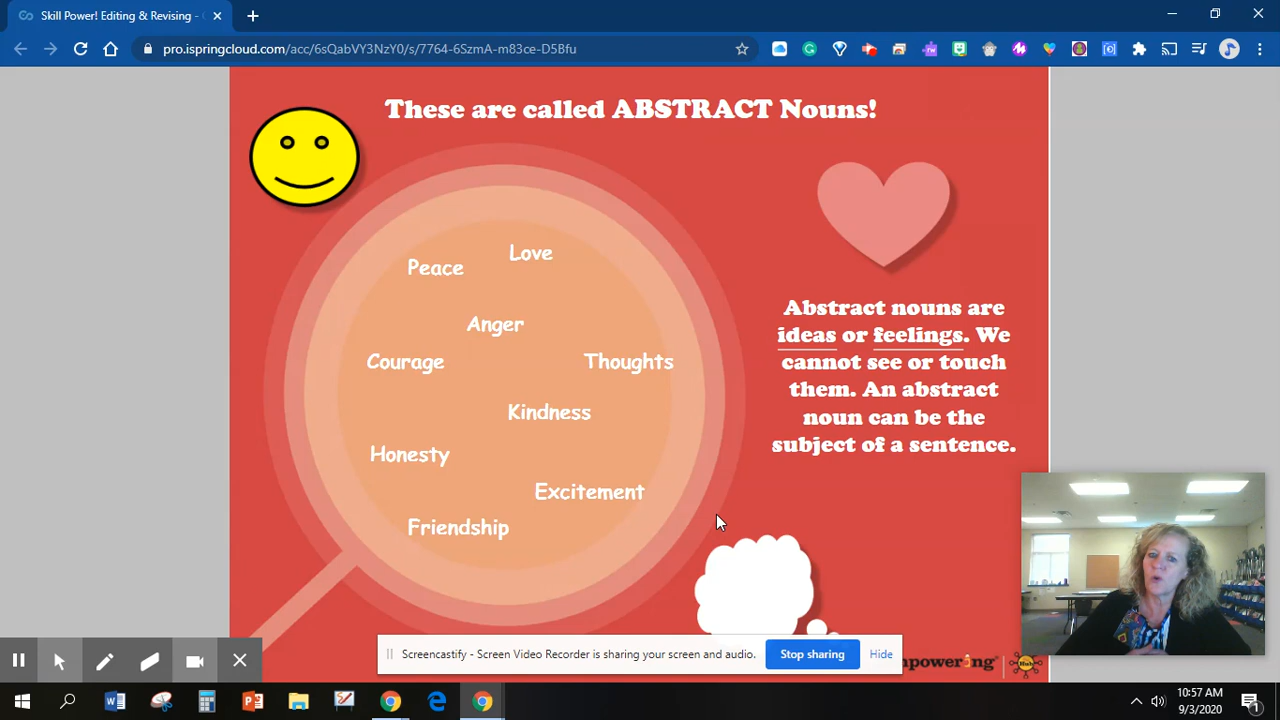 Skill Power! Editing & Revising -
pro.ispringcloud.com/acc/6sQabVY3NzY0/s/7764-6SzmA-m83ce-D5Bfu
These are called ABSTRACT Nouns!
Love
Peace
Anger
Courage
Thoughts
Kindness
Honesty
Excitement
Friendship
Abstract nouns are
ideas or feelings. We
cannot see or touch
them. An abstract
noun can be the
subject of a sentence.
Screencastify - Screen Video Recorder is sharing your screen and audio.
Stop sharing
Hide
mpowering
10:57 AM
9/3/2020